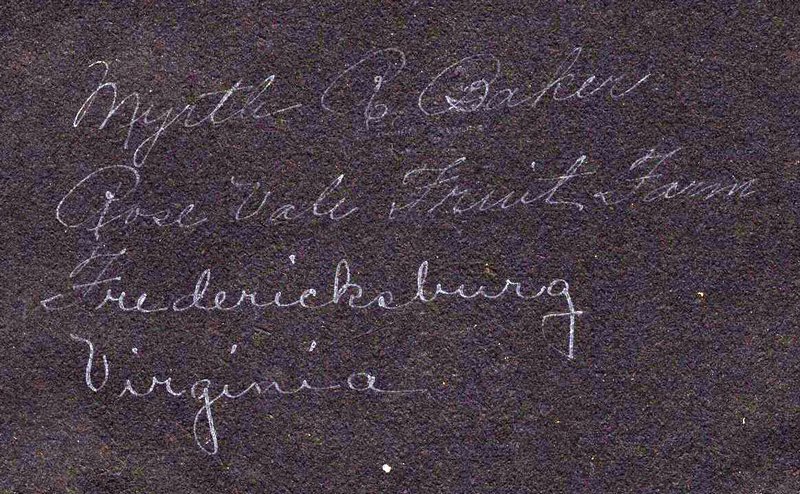 Myrtle R Baker
Rose Vale Fruit Farm
Fredericksburg
Virginia